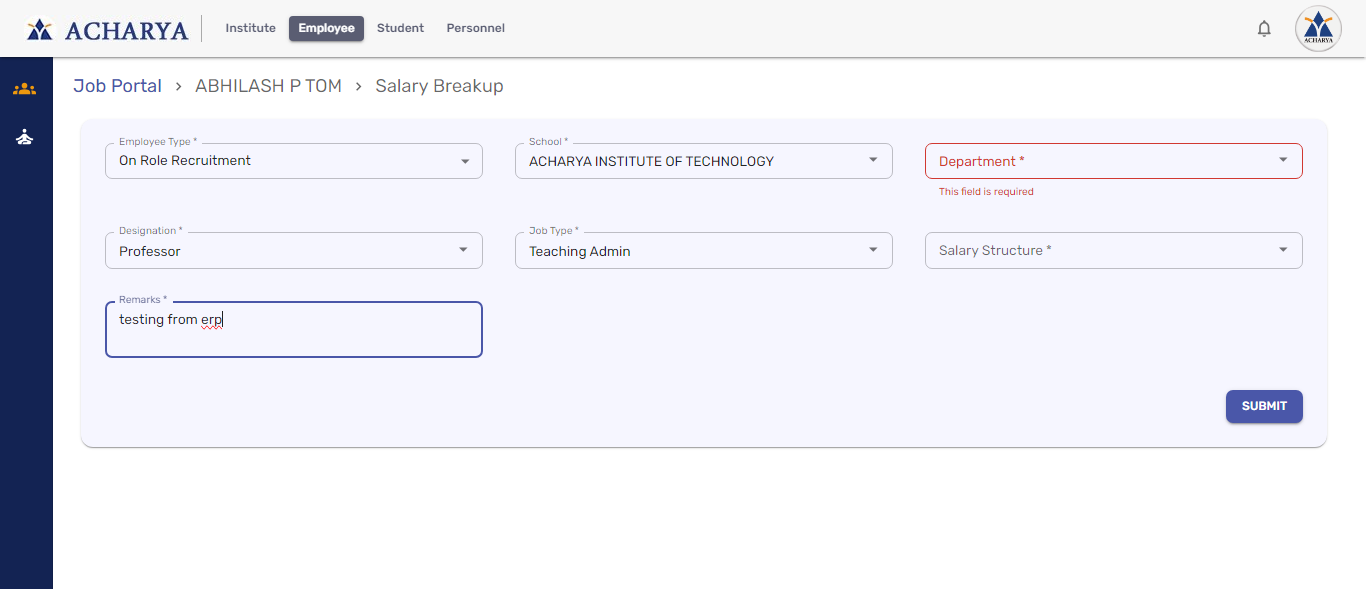 ACHARYA
Institute
Employee
Student
Personnel
ACHARYA
Job Portal > ABHILASH P TOM > Salary Breakup
Employee Type *
On Role Recruitment
School *
ACHARYA INSTITUTE OF TECHNOLOGY
Department *
This field is required
Designation *
Professor
Job Type *
Teaching Admin
Salary Structure *
Remarks *
testing from erp
SUBMIT